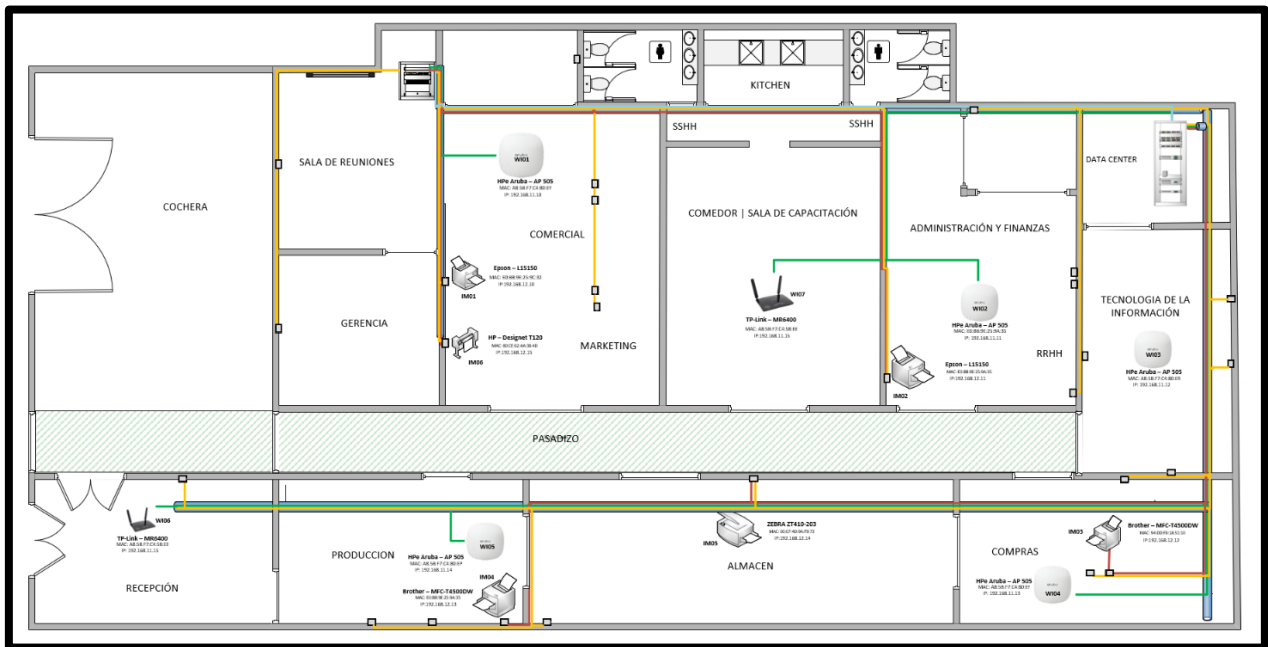 KITCHEN
SSHH
SSHH
DATA CENTER
SALA DE REUNIONES
WI01
HPe Aruba – AP 505
IP: 192.168.11.10
COCHERA
COMERCIAL
COMEDOR | SALA DE CAPACITACIÓN
ADMINISTRACIÓN Y FINANZAS
Epson – L15150
IP:192.168.12.10
IM01
WI07
TP-Link – MR6400
IP: 192.168.11.15
WI02
HPe Aruba – AP 505
IP: 192.168.11.11
TECNOLOGIA DE LA
INFORMACIÓN
GERENCIA
HP – Designet T120
IP:192.168.12.15
IM06
MARKETING
RRHH
WI03
HPe Aruba – AP 505
IP: 192.168.11.12
Epson – L15150
IP:192.168.12.11
IM02
PASADIZO
WI06
TP-Link – MR6400
IP: 192.168.11.15
RECEPCIÓN
PRODUCCION
WI05
HPe Aruba – AP 505
IP: 192.168.11.14
IM04
Brother – MFC-T4500DW
IP:192.168.12.13
ZEBRA ZT410-203
IP:192.168.12.14
IM05
ALMACEN
IM03
Brother – MFC-T4500DW
IP:192.168.12.12
COMPRAS
HPe Aruba – AP 505
IP: 192.168.11.13
WI04